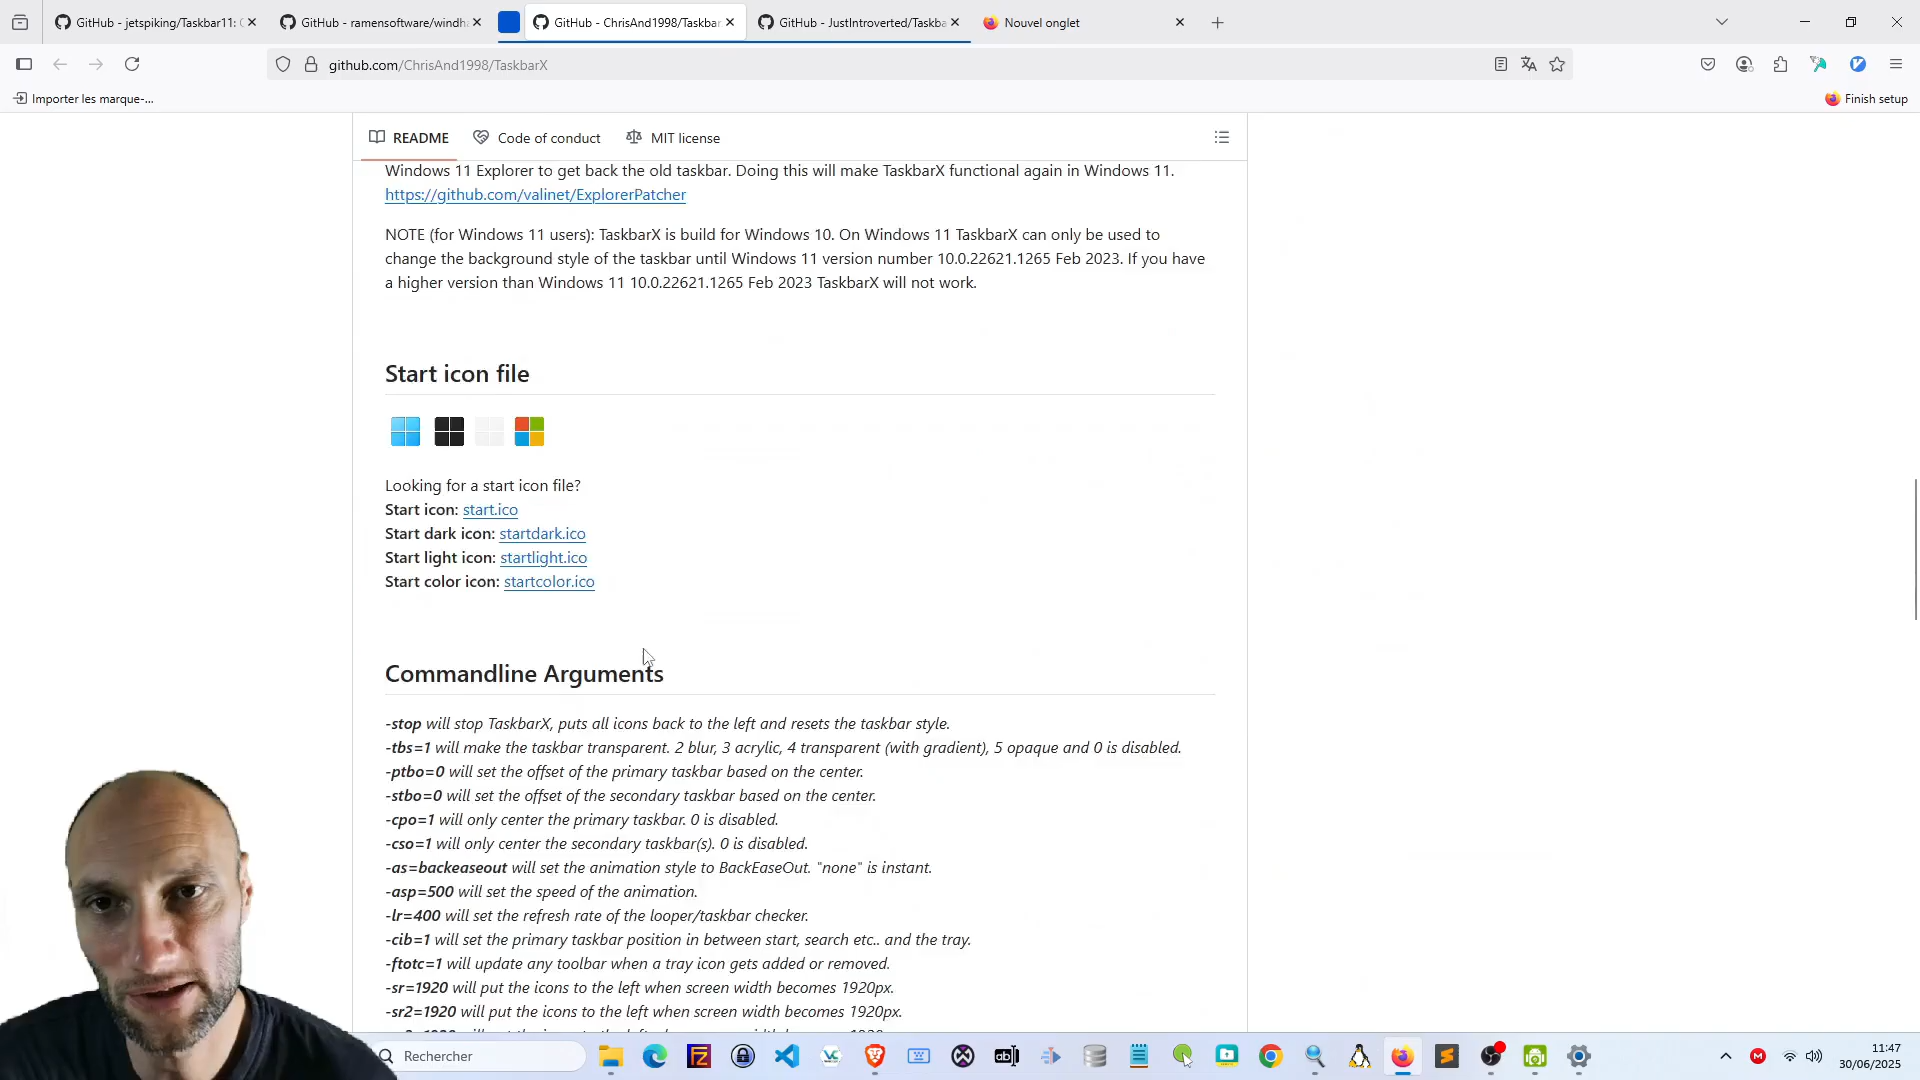 GitHub - jetspiking/Taskbar11: C
GitHub - ramensoftware/windha
GitHub - ChrisAnd1998/Taskbar
GitHub - JustIntroverted/Taskba
Nouvel onglet
github.com/ChrisAnd1998/TaskbarX
Importer les marque-...
Finish setup
README
Code of conduct
MIT license
Windows 11 Explorer to get back the old taskbar. Doing this will make TaskbarX functional again in Windows 11.
https://github.com/valinet/ExplorerPatcher
NOTE (for Windows 11 users): TaskbarX is build for Windows 10. On Windows 11 TaskbarX can only be used to
change the background style of the taskbar until Windows 11 version number 10.0.22621.1265 Feb 2023. If you have
a higher version than Windows 11 10.0.22621.1265 Feb 2023 TaskbarX will not work.
Start icon file
Looking for a start icon file?
Start icon: start.ico
Start dark icon: startdark.ico
Start light icon: startlight.ico
Start color icon: startcolor.ico
Commandline Arguments
-stop will stop TaskbarX, puts all icons back to the left and resets the taskbar style.
-tbs=1 will make the taskbar transparent. 2 blur, 3 acrylic, 4 transparent (with gradient), 5 opaque and 0 is disabled.
-ptbo=0 will set the offset of the primary taskbar based on the center.
-stbo=0 will set the offset of the secondary taskbar based on the center.
-cpo=1 will only center the primary taskbar. 0 is disabled.
-cso=1 will only center the secondary taskbar(s). 0 is disabled.
-as=backeaseout will set the animation style to BackEaseOut. "none" is instant.
-asp=500 will set the speed of the animation.
-lr=400 will set the refresh rate of the looper/taskbar checker.
-cib=1 will set the primary taskbar position in between start, search etc.. and the tray.
-ftotc=1 will update any toolbar when a tray icon gets added or removed.
-sr=1920 will put the icons to the left when screen width becomes 1920px.
-sr2=1920 will put the icons to the left when screen width becomes 1920px.
Rechercher
11:47
30/06/2025